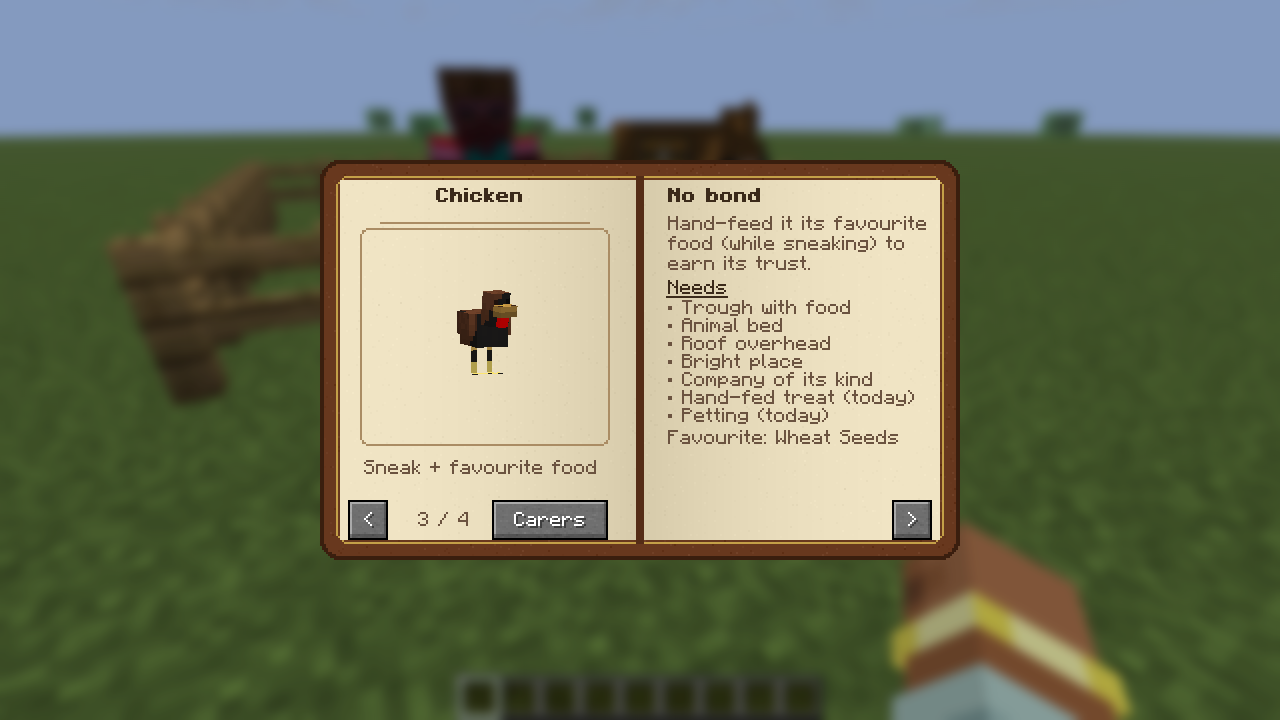 Chicken
Sneak + favourite food
<
3 / 4
Carers
No bond
Hand-feed it its favourite
food (while sneaking) to
earn its trust.
Needs
• Trough with food
• Animal bed
• Roof overhead
• Bright place
• Company of its kind
• Hand-fed treat (today)
• Petting (today)
Favourite: Wheat Seeds
>